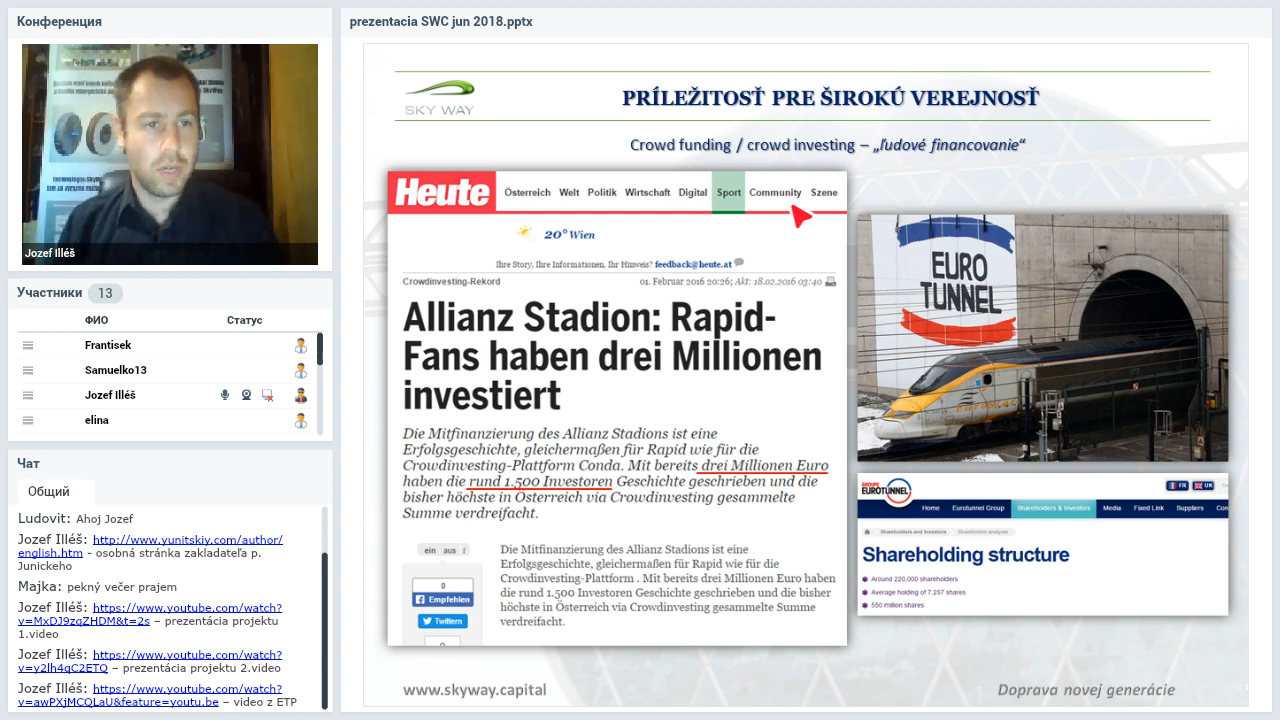 Конференция
Jozef Illéš
Участники 13
ФИО Статус
Frantisek
Samuelko13
Jozef Illéš
elina
Чат
Общий
Ludovit: Ahoj Jozef
Jozef Illéš: http://www.yunitskiy.com/author/
english.htm - osobná stránka zakladateľa p.
Junickeho
Majka: pekný večer prajem
Jozef Illéš: https://www.youtube.com/watch?
v=MxDJ9zqZHDM&t=2s – prezentácia projektu
1.video
Jozef Illéš: https://www.youtube.com/watch?
v=y2lh4qC2ETQ – prezentácia projektu 2.video
Jozef Illéš: https://www.youtube.com/watch?
v=awPXjMCQLaU&feature=youtu.be – video z ETP
prezentacia SWC jun 2018.pptx
SKY WAY
PRÍLEŽITOSŤ PRE ŠIROKÚ VEREJNOSŤ
Crowd funding / crowd investing – „ľudové financovanie“
Heute Österreich Welt Politik Wirtschaft Digital Sport Community Szene
20° Wien
Ihre Story, Ihre Informationen, Ihr Hinweis? feedback@heute.at
Crowdinvesting-Rekord 01. Februar 2016 20:26; Akt: 18.02.2016 03:40
Allianz Stadion: Rapid-
Fans haben drei Millionen
investiert
Die Mitfinanzierung des Allianz Stadions ist eine
Erfolgsgeschichte, gleichermaßen für Rapid wie für die
Crowdinvesting-Plattform Conda. Mit bereits drei Millionen Euro
haben die rund 1.500 Investoren Geschichte geschrieben und die
bisher höchste in Österreich via Crowdinvesting gesammelte
Summe verdreifacht.
ein aus i
0
Empfehlen
Twittern
0
Die Mitfinanzierung des Allianz Stadions ist eine
Erfolgsgeschichte, gleichermaßen für Rapid wie für die
Crowdinvesting-Plattform . Mit bereits drei Millionen Euro haben
die rund 1.500 Investoren Geschichte geschrieben und die bisher
höchste in Österreich via Crowdinvesting gesammelte Summe
verdreifacht.
EURO
TUNNEL
eurostar
GROUPE
EUROTUNNEL
FR UK
Home Eurotunnel Group Shareholders & Investors Media Fixed Link Suppliers Con
Shareholders and Investors Shareholder analysis
Shareholding structure
Around 220,000 shareholders
Average holding of 7,257 shares
550 million shares
www.skyway.capital
Doprava novej generácie